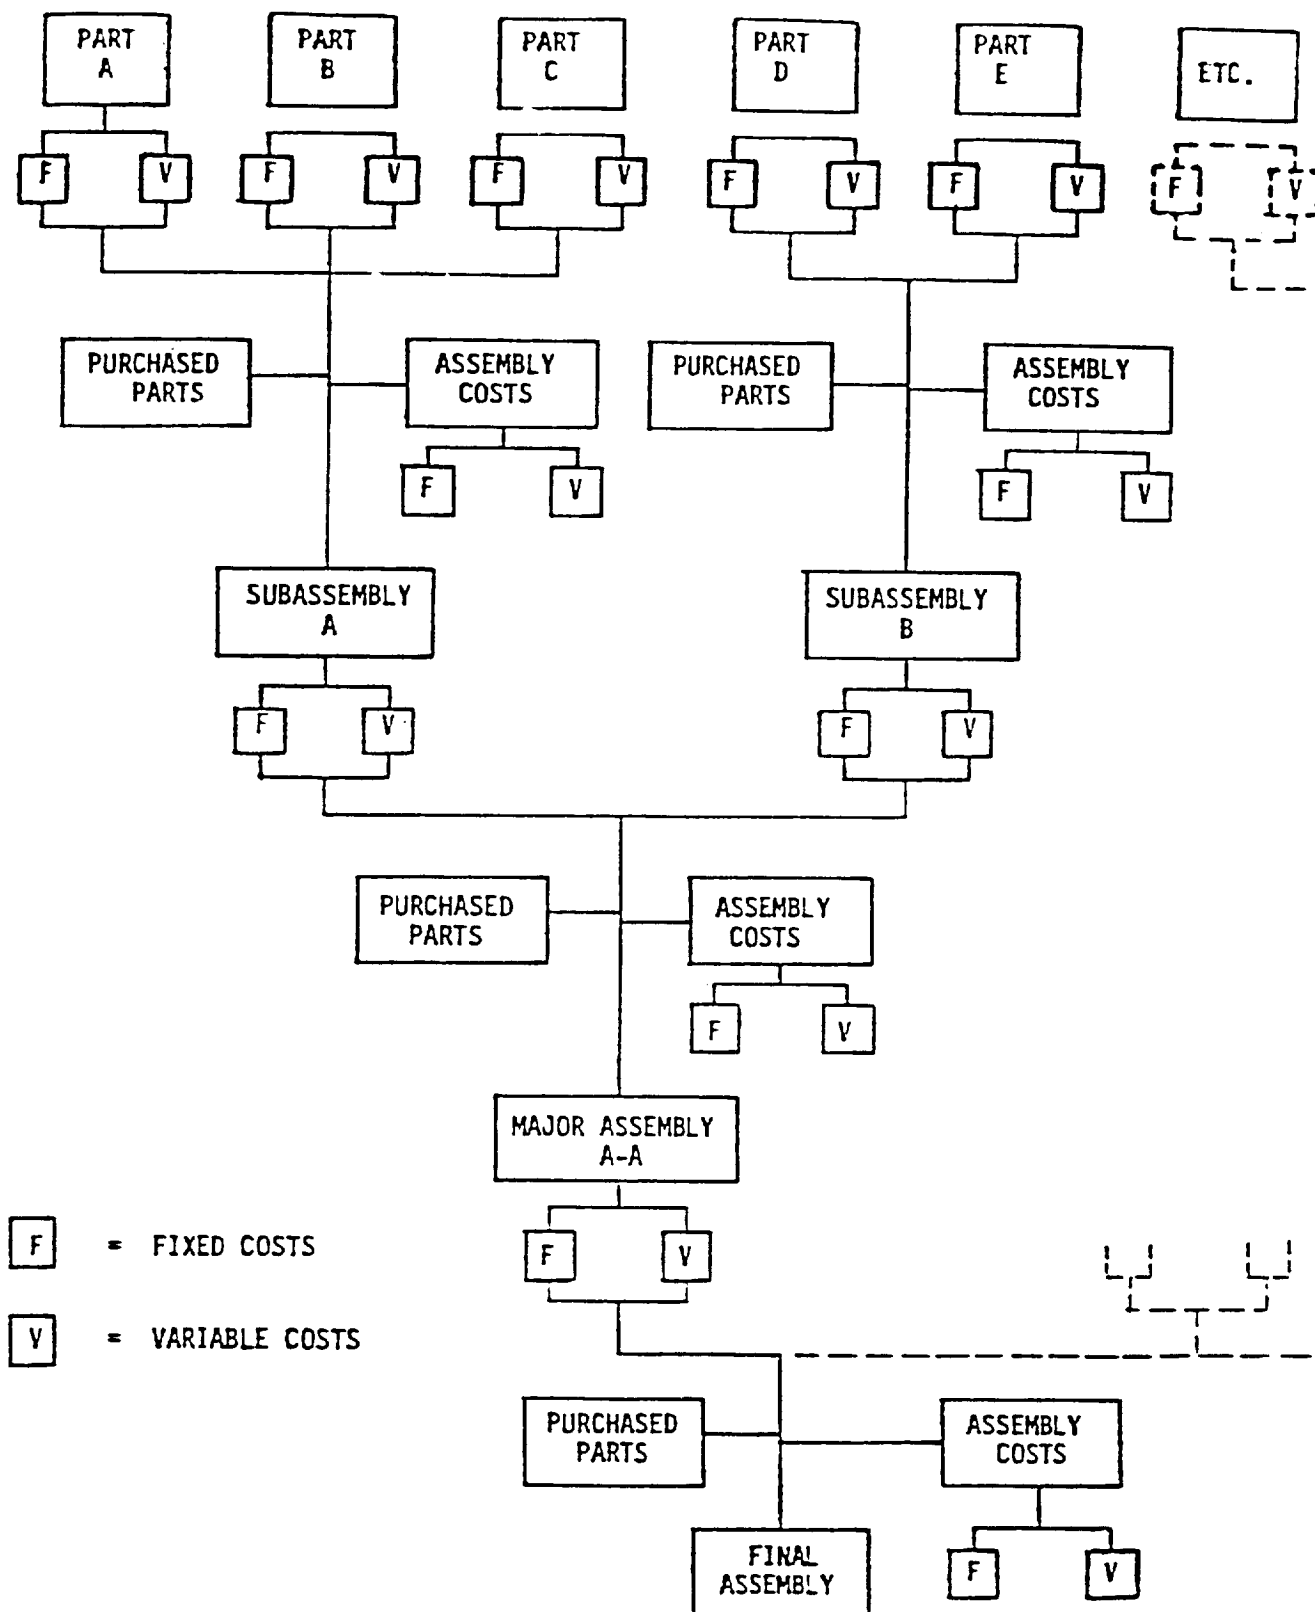 PART
A
PART
B
PART
C
PART
D
PART
E
ETC.
F
V
F
V
F
V
F
V
F
V
F
V
PURCHASED
PARTS
ASSEMBLY
COSTS
PURCHASED
PARTS
ASSEMBLY
COSTS
F
V
F
V
SUBASSEMBLY
A
SUBASSEMBLY
B
F
V
F
V
PURCHASED
PARTS
ASSEMBLY
COSTS
F
V
MAJOR ASSEMBLY
A-A
F
V
F = FIXED COSTS
V = VARIABLE COSTS
PURCHASED
PARTS
ASSEMBLY
COSTS
FINAL
ASSEMBLY
F
V